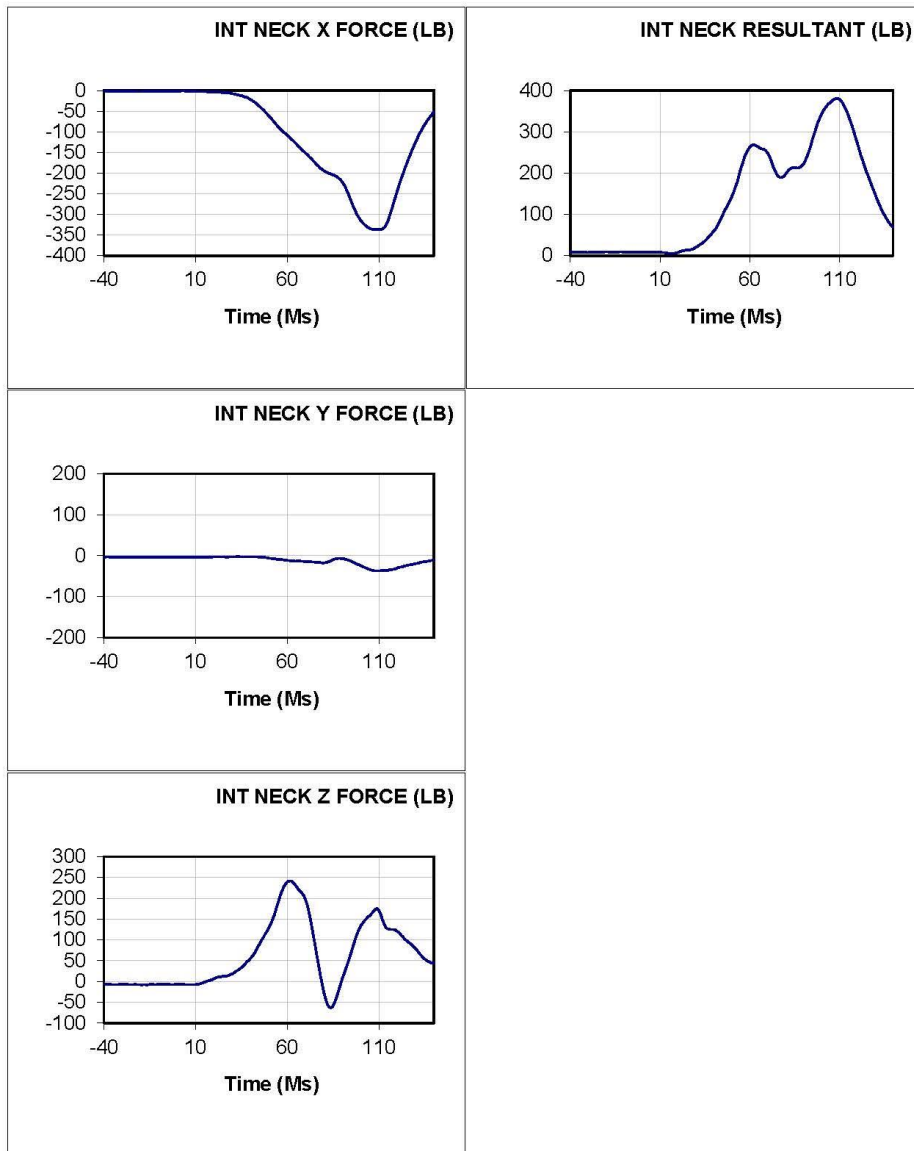 INT NECK X FORCE (LB)
0
-50
-100
-150
-200
-250
-300
-350
-400
-40 10 60 110
Time (Ms)
INT NECK RESULTANT (LB)
400
300
200
100
0
-40 10 60 110
Time (Ms)
INT NECK Y FORCE (LB)
200
100
0
-100
-200
-40 10 60 110
Time (Ms)
INT NECK Z FORCE (LB)
300
250
200
150
100
50
0
-50
-100
-40 10 60 110
Time (Ms)